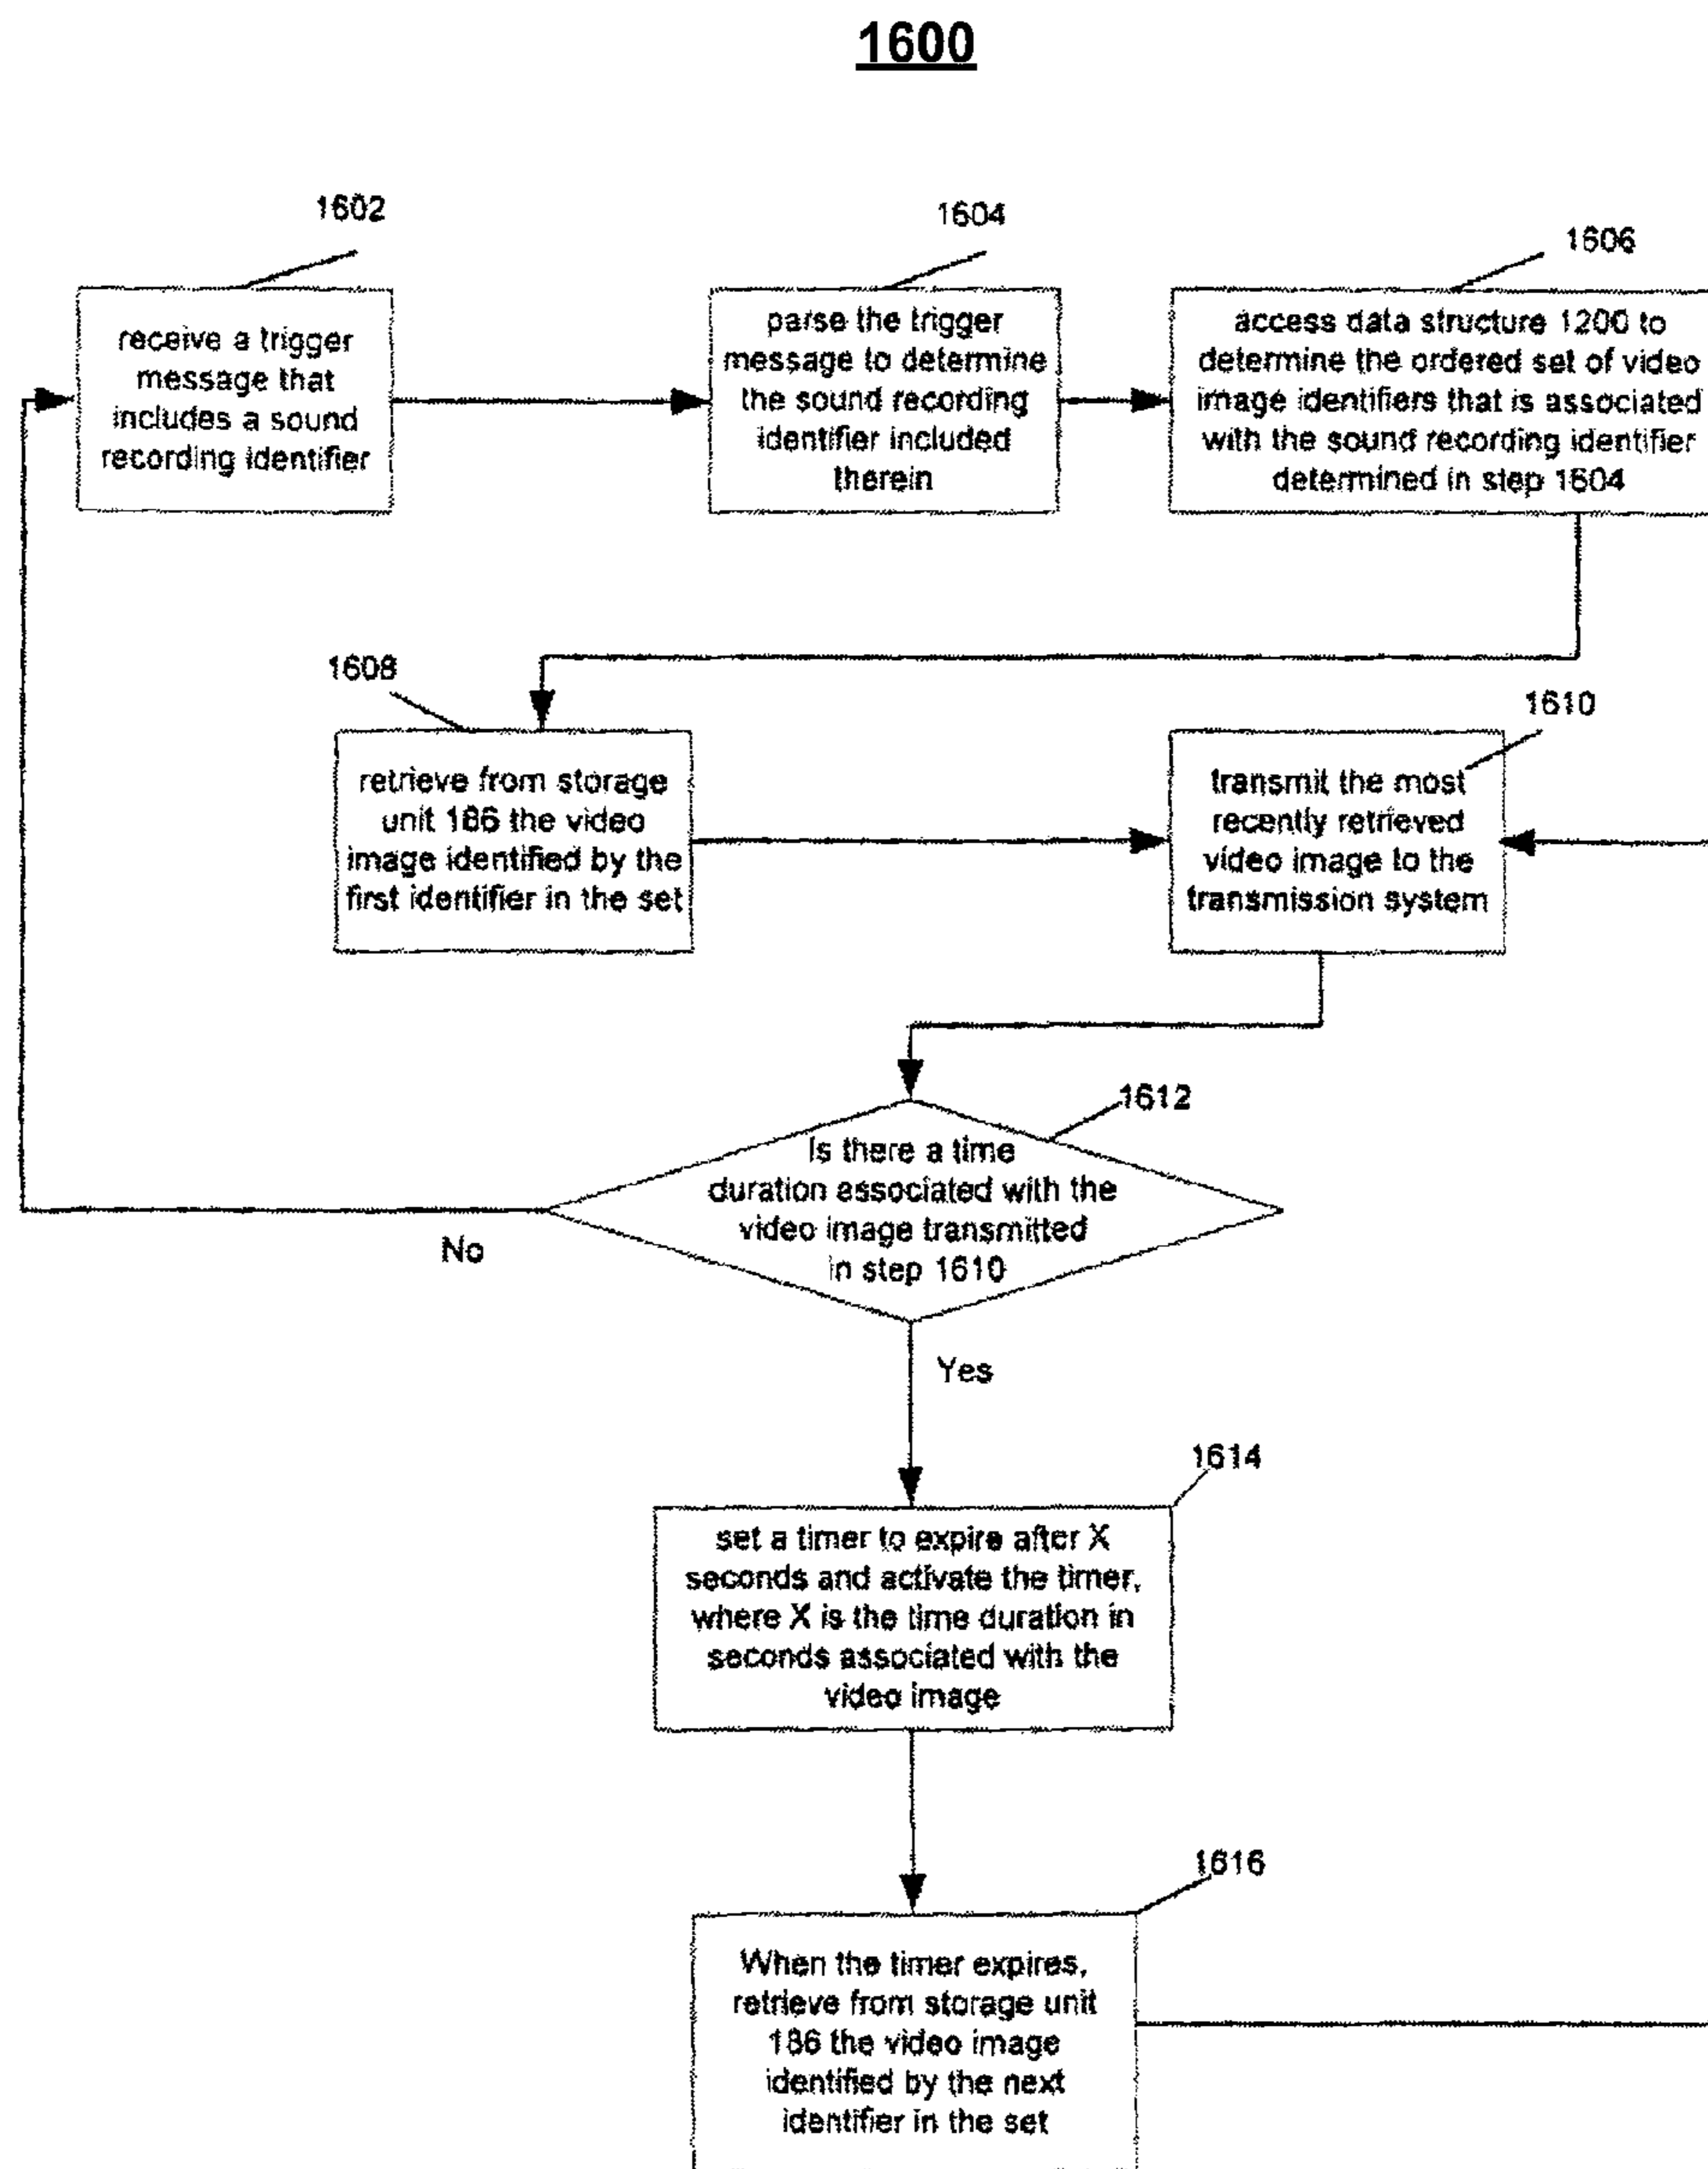 1600
1602
receive a trigger
message that
includes a sound
recording identifier
1604
parse the trigger
message to determine
the sound recording
identifier included
therein
1606
access data structure 1200 to
determine the ordered set of video
image identifiers that is associated
with the sound recording identifier
determined in step 1604
1608
retrieve from storage
unit 186 the video
image identified by the
first identifier in the set
1610
transmit the most
recently retrieved
video image to the
transmission system
1612
Is there a time
duration associated with the
video image transmitted
in step 1610
No
Yes
1614
set a timer to expire after X
seconds and activate the timer,
where X is the time duration in
seconds associated with the
video image
1616
When the timer expires,
retrieve from storage unit
186 the video image
identified by the next
identifier in the set